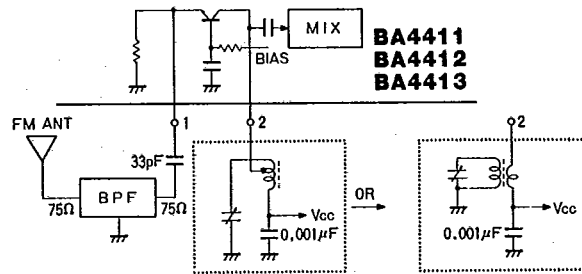 MIX
BIAS
BA4411
BA4412
BA4413
FM ANT
1
2
2
33pF
BPF
75Ω
75Ω
Vcc
0.001μF
OR
Vcc
0.001μF